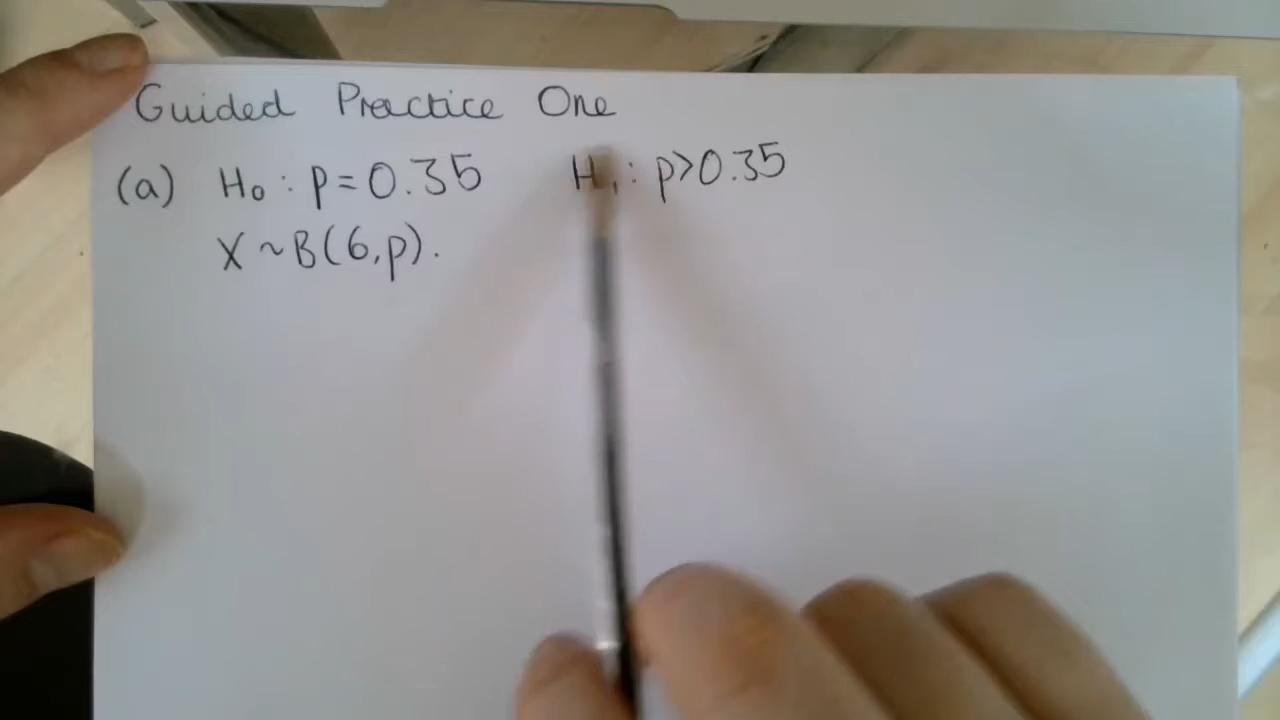 Guided Practice One
(a) H₀ : p = 0.35 H₁ : p > 0.35
X ~ B(6, p).